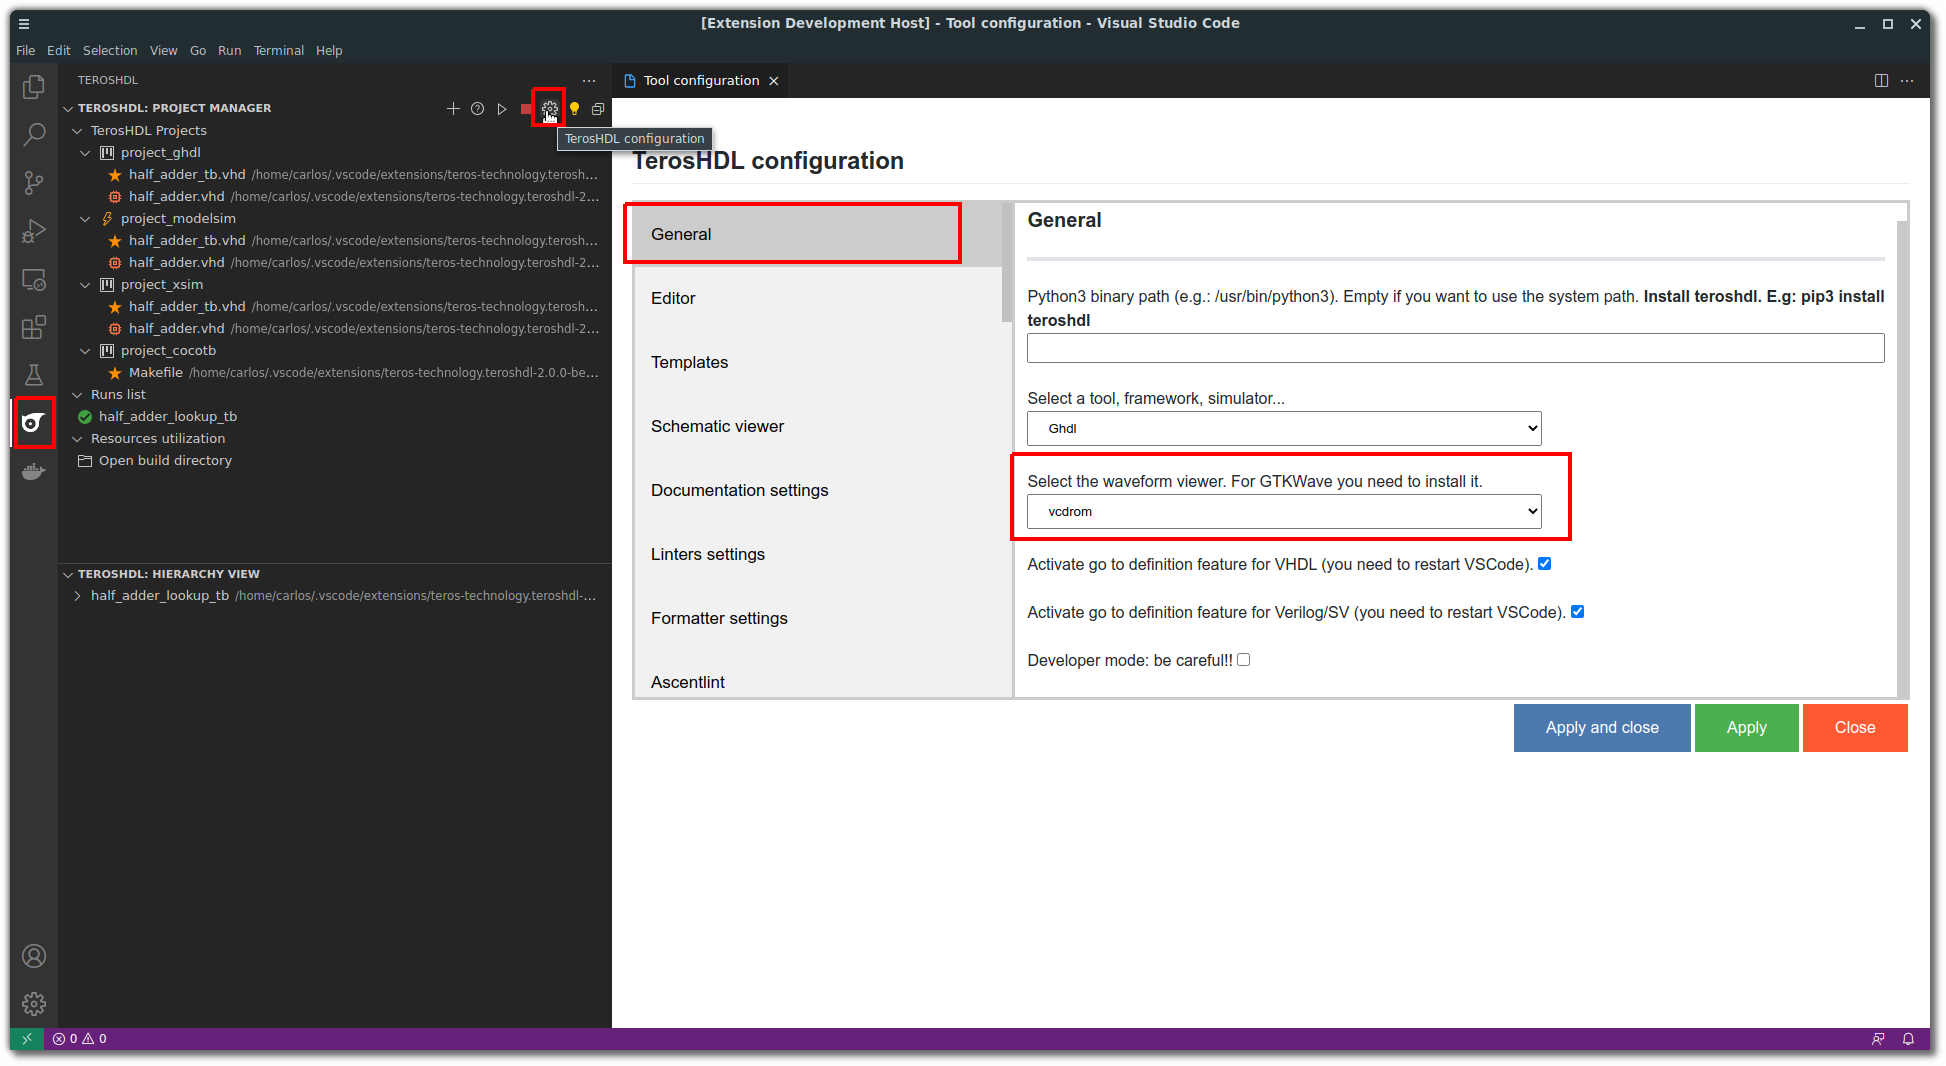 [Extension Development Host] - Tool configuration - Visual Studio Code
File Edit Selection View Go Run Terminal Help
TEROSHDL
Tool configuration
TEROSHDL: PROJECT MANAGER
TerosHDL Projects
project_ghdl
half_adder_tb.vhd /home/carlos/.vscode/extensions/teros-technology.terosh...
half_adder.vhd /home/carlos/.vscode/extensions/teros-technology.teroshdl-2...
project_modelsim
half_adder_tb.vhd /home/carlos/.vscode/extensions/teros-technology.terosh...
half_adder.vhd /home/carlos/.vscode/extensions/teros-technology.teroshdl-2...
project_xsim
half_adder_tb.vhd /home/carlos/.vscode/extensions/teros-technology.terosh...
half_adder.vhd /home/carlos/.vscode/extensions/teros-technology.teroshdl-2...
project_cocotb
Makefile /home/carlos/.vscode/extensions/teros-technology.teroshdl-2.0.0-be...
Runs list
half_adder_lookup_tb
Resources utilization
Open build directory
TEROSHDL: HIERARCHY VIEW
half_adder_lookup_tb /home/carlos/.vscode/extensions/teros-technology.teroshdl-...
TerosHDL configuration
TerosHDL configuration
General
Editor
Templates
Schematic viewer
Documentation settings
Linters settings
Formatter settings
Ascentlint
General
Python3 binary path (e.g.: /usr/bin/python3). Empty if you want to use the system path. Install teroshdl. E.g: pip3 install
teroshdl
Select a tool, framework, simulator...
Ghdl
Select the waveform viewer. For GTKWave you need to install it.
vcdrom
Activate go to definition feature for VHDL (you need to restart VSCode).
Activate go to definition feature for Verilog/SV (you need to restart VSCode).
Developer mode: be careful!!
Apply and close
Apply
Close
0 0